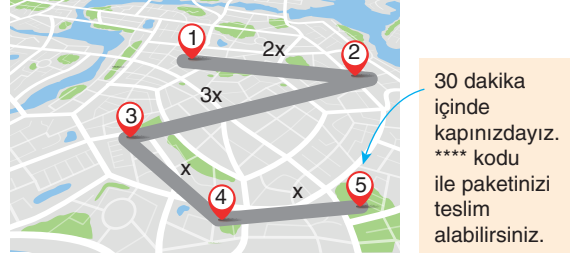 1
2x
2
3x
3
x
4
x
5
30 dakika
içinde
kapınızdayız.
**** kodu
ile paketinizi
teslim
alabilirsiniz.